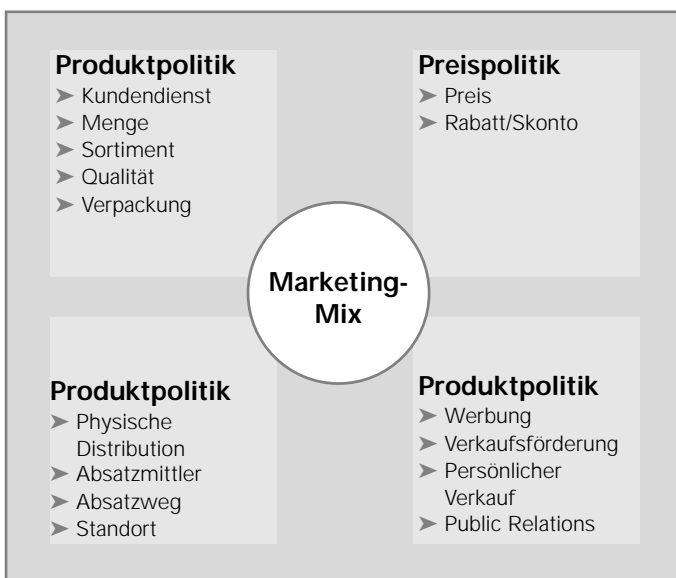 Produktpolitik
➤ Kundendienst
➤ Menge
➤ Sortiment
➤ Qualität
➤ Verpackung
Preispolitik
➤ Preis
➤ Rabatt/Skonto
Marketing-
Mix
Produktpolitik
➤ Physische
Distribution
➤ Absatzmittler
➤ Absatzweg
➤ Standort
Produktpolitik
➤ Werbung
➤ Verkaufsförderung
➤ Persönlicher
Verkauf
➤ Public Relations